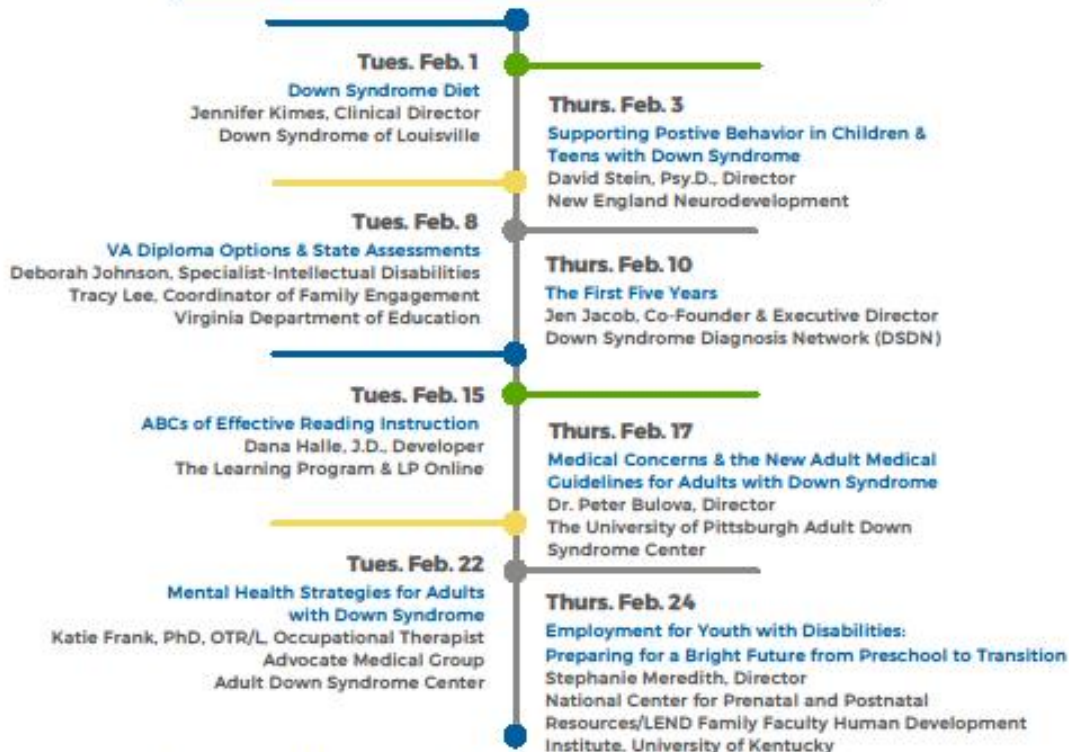 Tues. Feb. 1
Down Syndrome Diet
Jennifer Kimes, Clinical Director
Down Syndrome of Louisville
Thurs. Feb. 3
Supporting Postive Behavior in Children &
Teens with Down Syndrome
David Stein, Psy.D., Director
New England Neurodevelopment
Tues. Feb. 8
VA Diploma Options & State Assessments
Deborah Johnson, Specialist-Intellectual Disabilities
Tracy Lee, Coordinator of Family Engagement
Virginia Department of Education
Thurs. Feb. 10
The First Five Years
Jen Jacob, Co-Founder & Executive Director
Down Syndrome Diagnosis Network (DSDN)
Tues. Feb. 15
ABCs of Effective Reading Instruction
Dana Halle, J.D., Developer
The Learning Program & LP Online
Thurs. Feb. 17
Medical Concerns & the New Adult Medical
Guidelines for Adults with Down Syndrome
Dr. Peter Bulova, Director
The University of Pittsburgh Adult Down
Syndrome Center
Tues. Feb. 22
Mental Health Strategies for Adults
with Down Syndrome
Katie Frank, PhD, OTR/L, Occupational Therapist
Advocate Medical Group
Adult Down Syndrome Center
Thurs. Feb. 24
Employment for Youth with Disabilities:
Preparing for a Bright Future from Preschool to Transition
Stephanie Meredith, Director
National Center for Prenatal and Postnatal
Resources/LEND Family Faculty Human Development
Institute, University of Kentucky